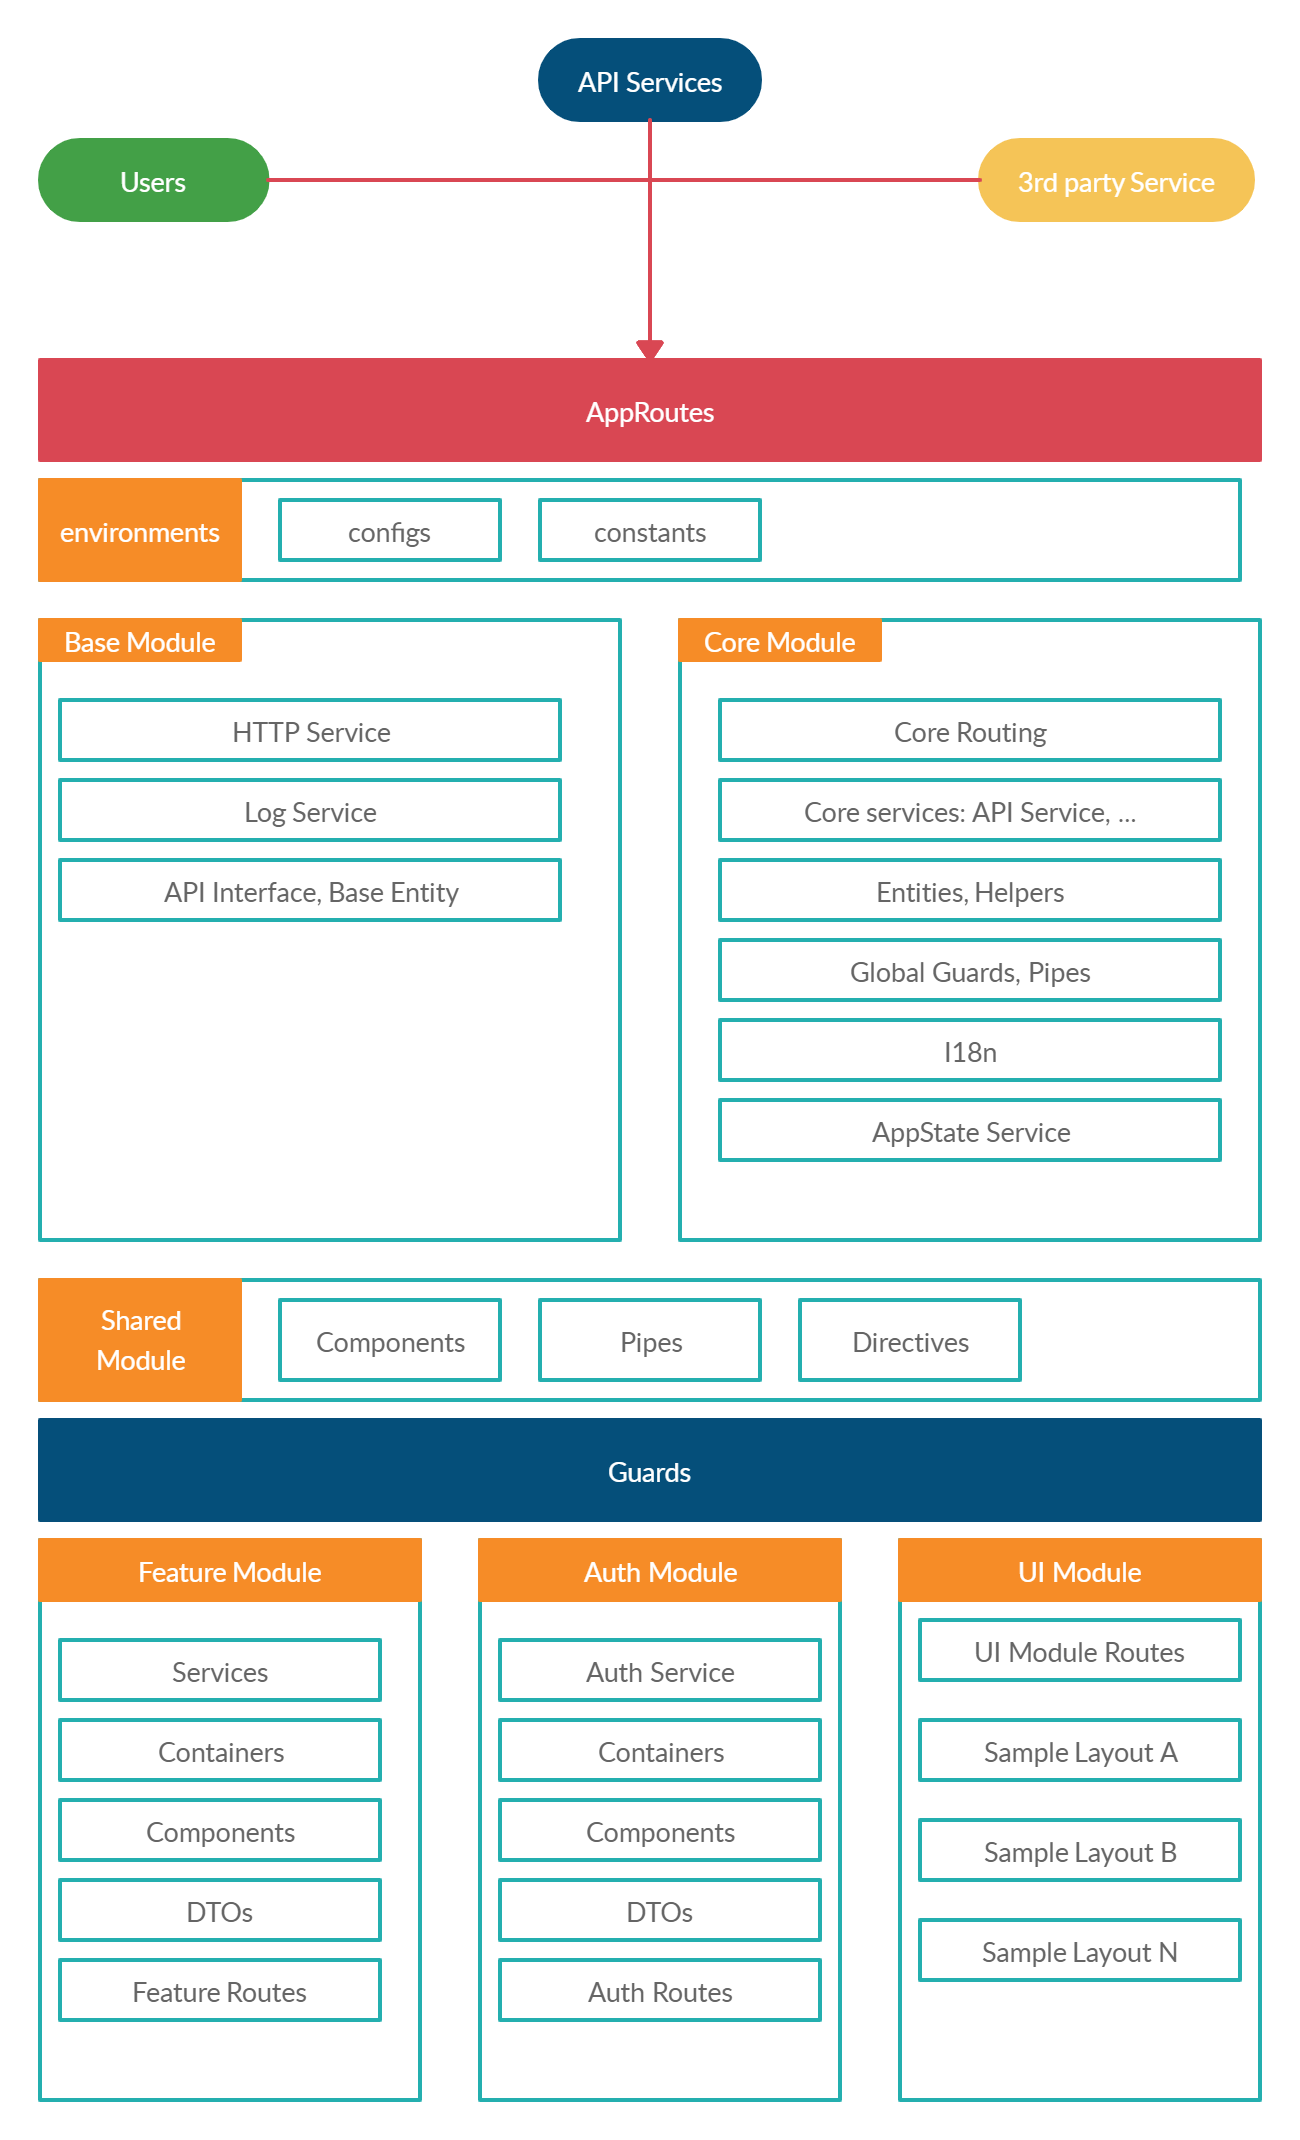 API Services
Users
3rd party Service
AppRoutes
environments
configs
constants
Base Module
HTTP Service
Log Service
API Interface, Base Entity
Core Module
Core Routing
Core services: API Service, ...
Entities, Helpers
Global Guards, Pipes
I18n
AppState Service
Shared
Module
Components
Pipes
Directives
Guards
Feature Module
Services
Containers
Components
DTOs
Feature Routes
Auth Module
Auth Service
Containers
Components
DTOs
Auth Routes
UI Module
UI Module Routes
Sample Layout A
Sample Layout B
Sample Layout N